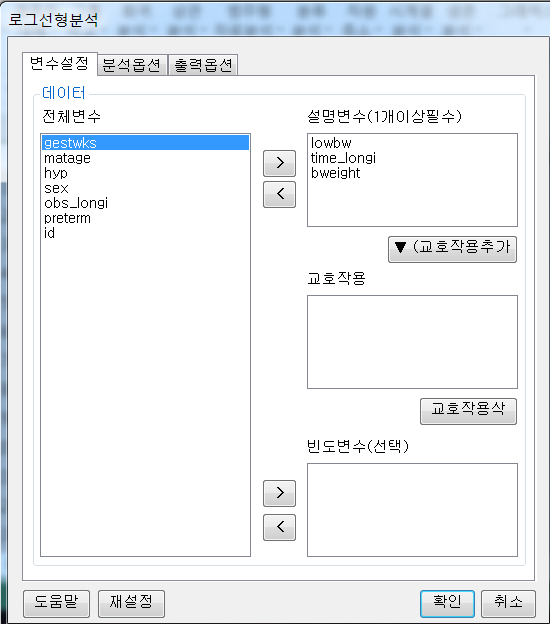 로그선형분석
변수설정 분석옵션 출력옵션
데이터
전체변수
gestwks
matage
hyp
sex
obs_longi
preterm
id
>
<
설명변수(1개이상필수)
lowbw
time_longi
bweight
▼ (교호작용추가
교호작용
교호작용삭
빈도변수(선택)
>
<
도움말 재설정 확인 취소